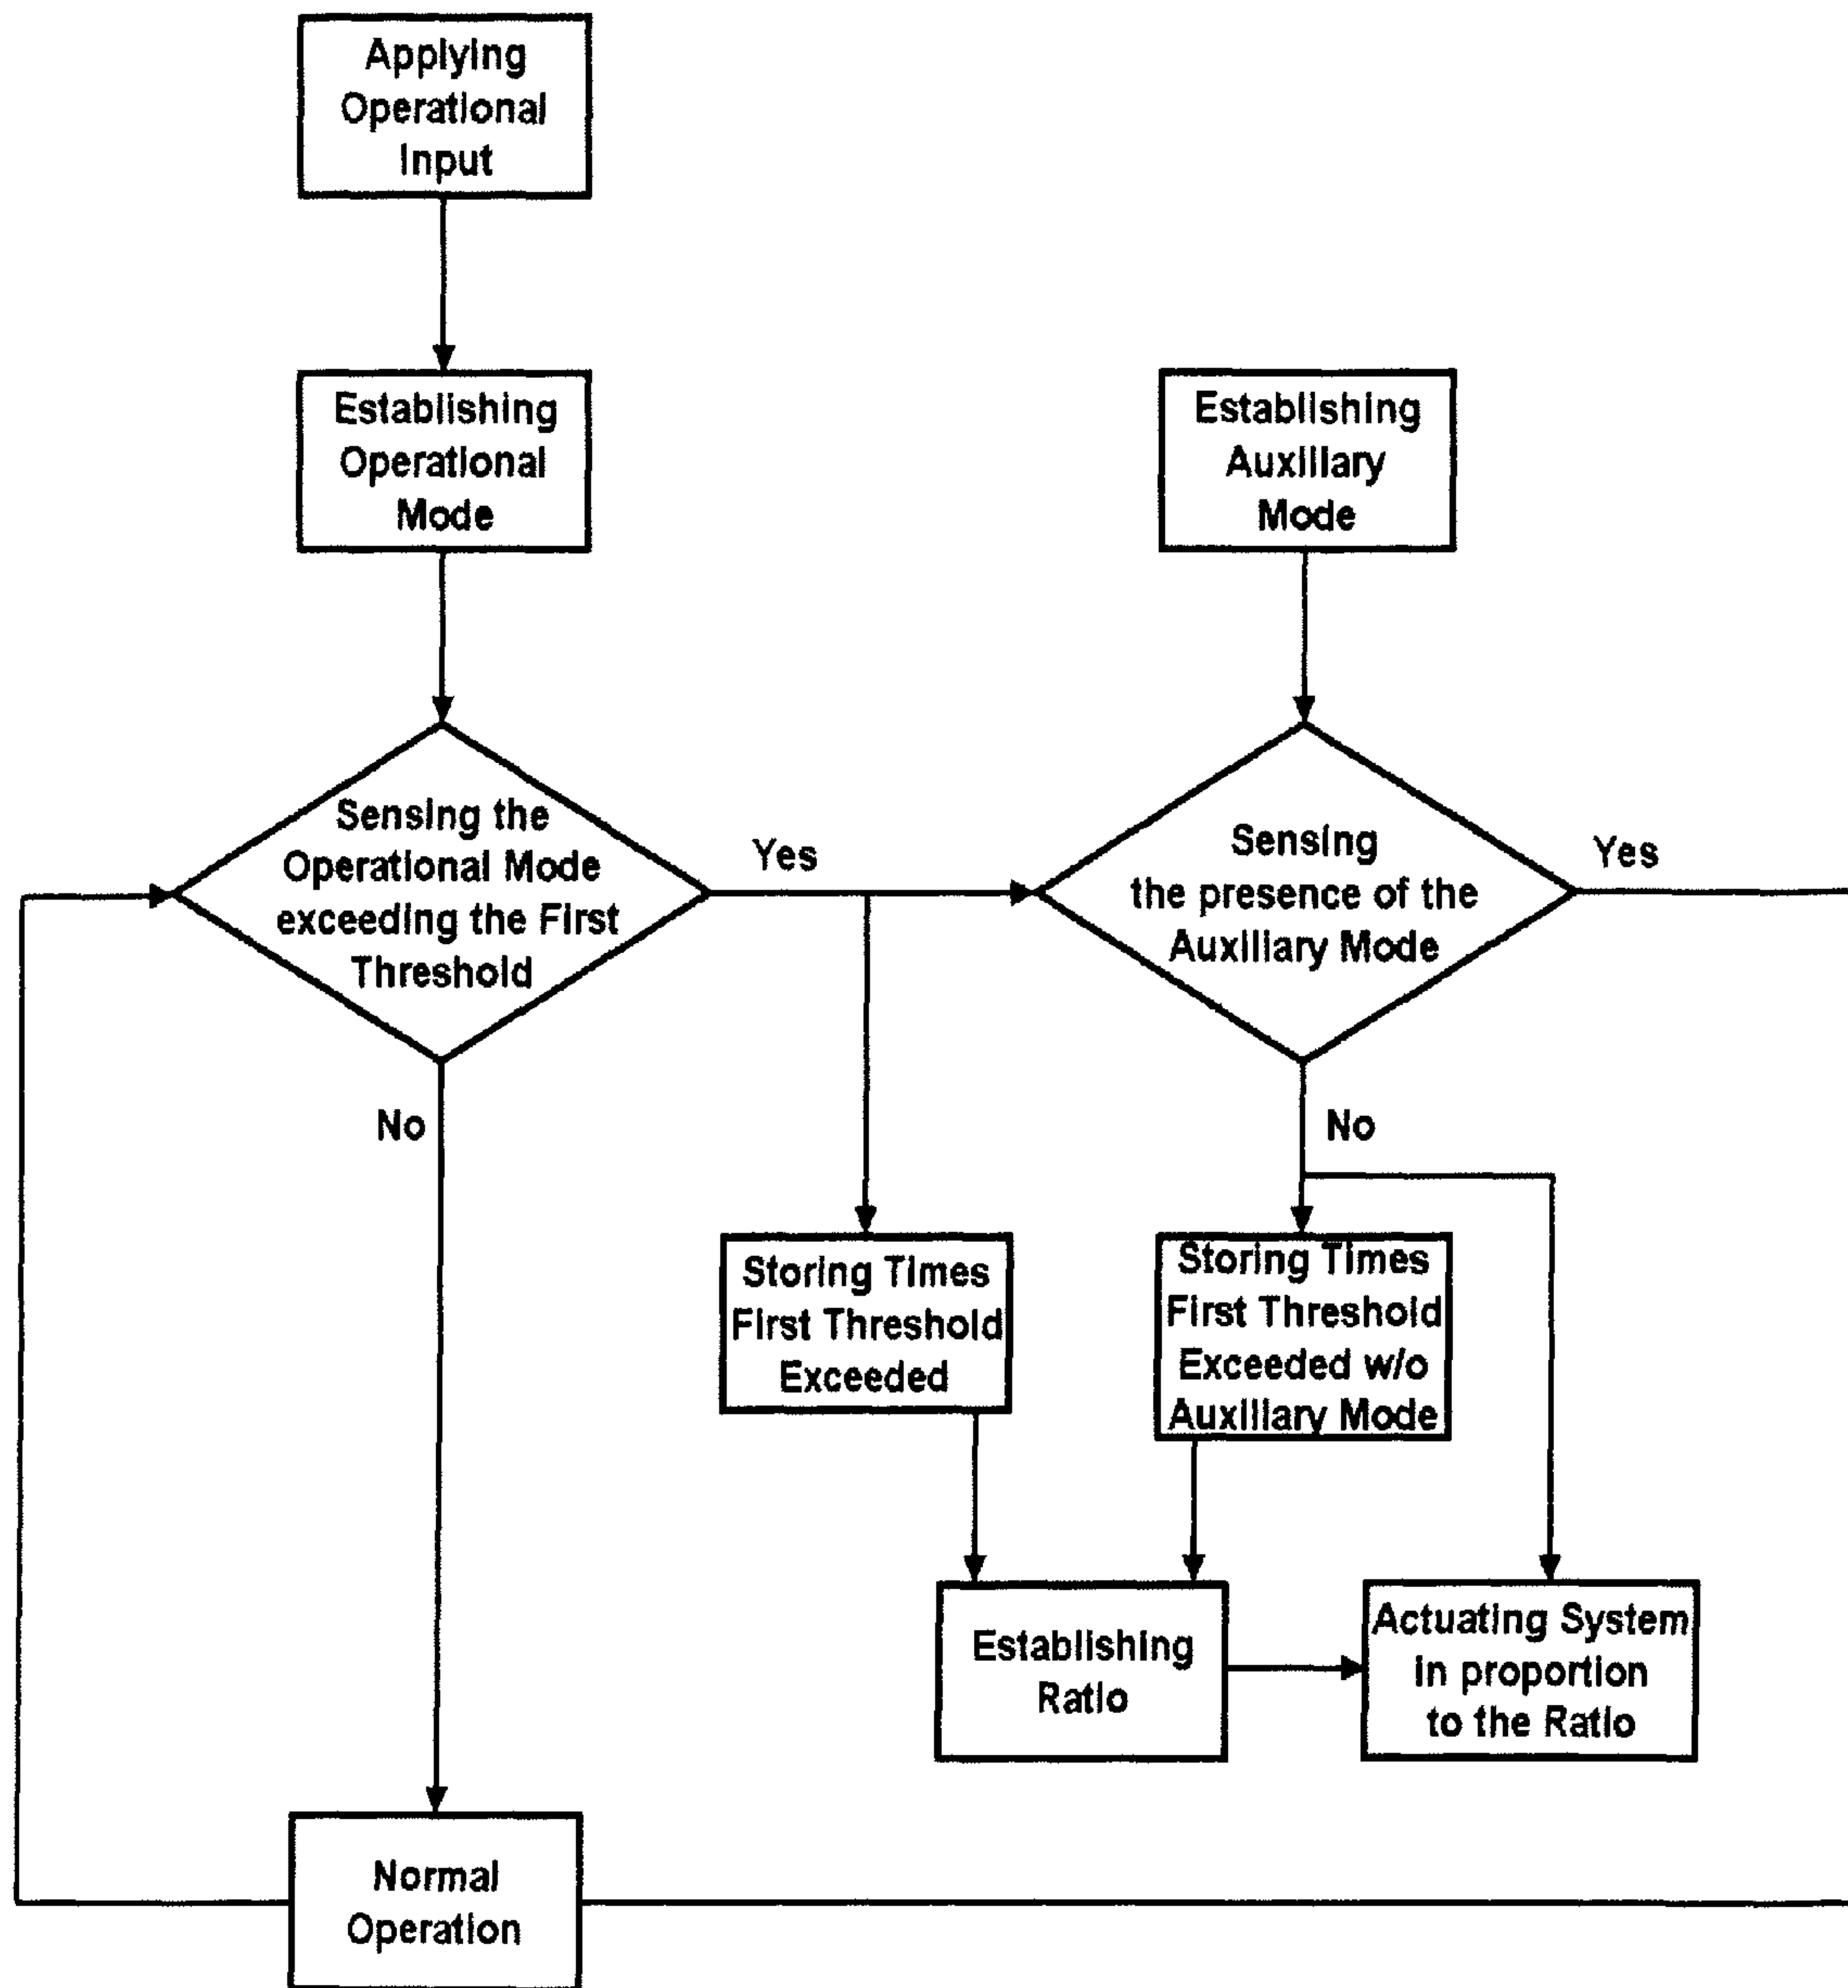 Applying
Operational
Input
Establishing
Operational
Mode
Establishing
Auxiliary
Mode
Sensing the
Operational Mode
exceeding the First
Threshold
Yes
Sensing
the presence of the
Auxiliary Mode
Yes
No
No
Storing Times
First Threshold
Exceeded
Storing Times
First Threshold
Exceeded w/o
Auxiliary Mode
Establishing
Ratio
Actuating System
in proportion
to the Ratio
Normal
Operation